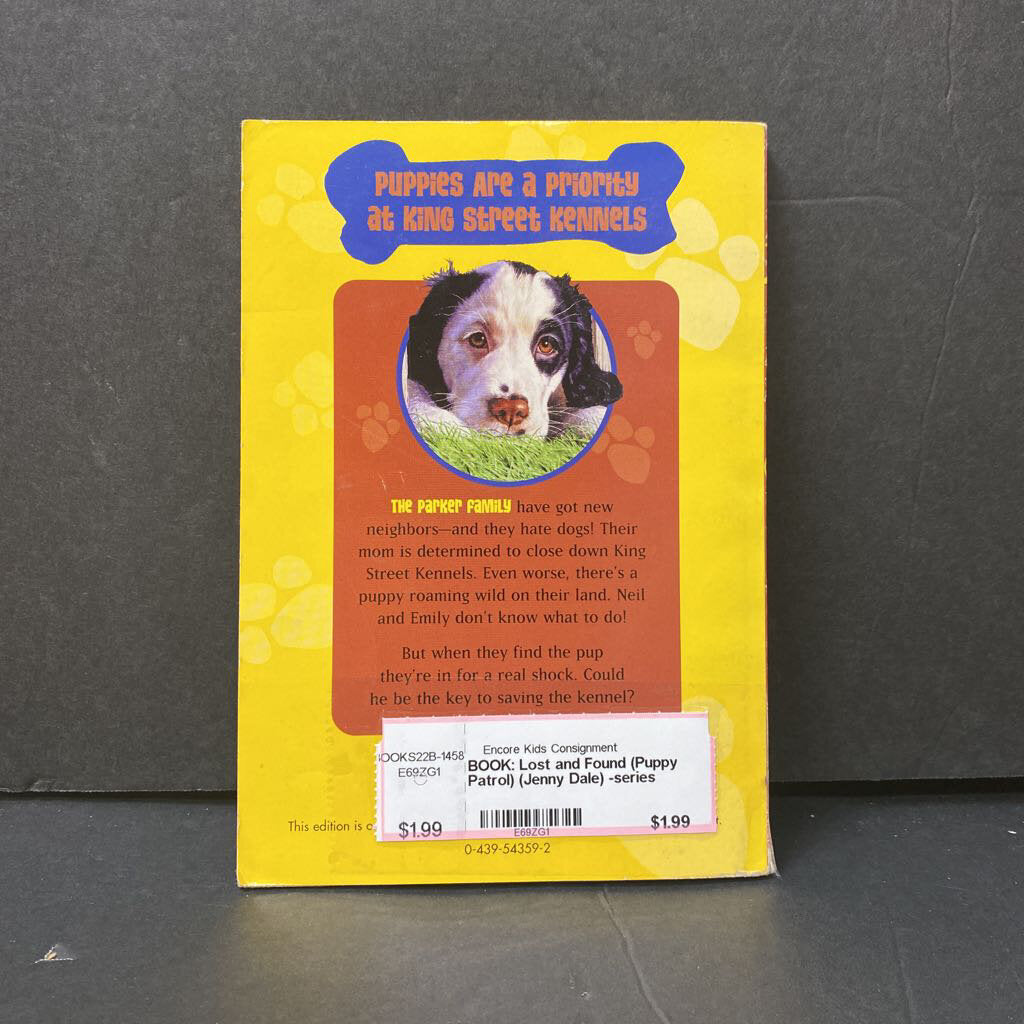 PUPPIES ARE A PRIORITY
AT KING STREET KENNELS
THE PARKER FAMILY have got new
neighbors—and they hate dogs! Their
mom is determined to close down King
Street Kennels. Even worse, there's a
puppy roaming wild on their land. Neil
and Emily don't know what to do!
But when they find the pup
they're in for a real shock. Could
he be the key to saving the kennel?
OOKS22B-1458
E69ZG1
$1.99
Encore Kids Consignment
BOOK: Lost and Found (Puppy
Patrol) (Jenny Dale) -series
E69ZG1
$1.99
This edition is
0-439-54359-2